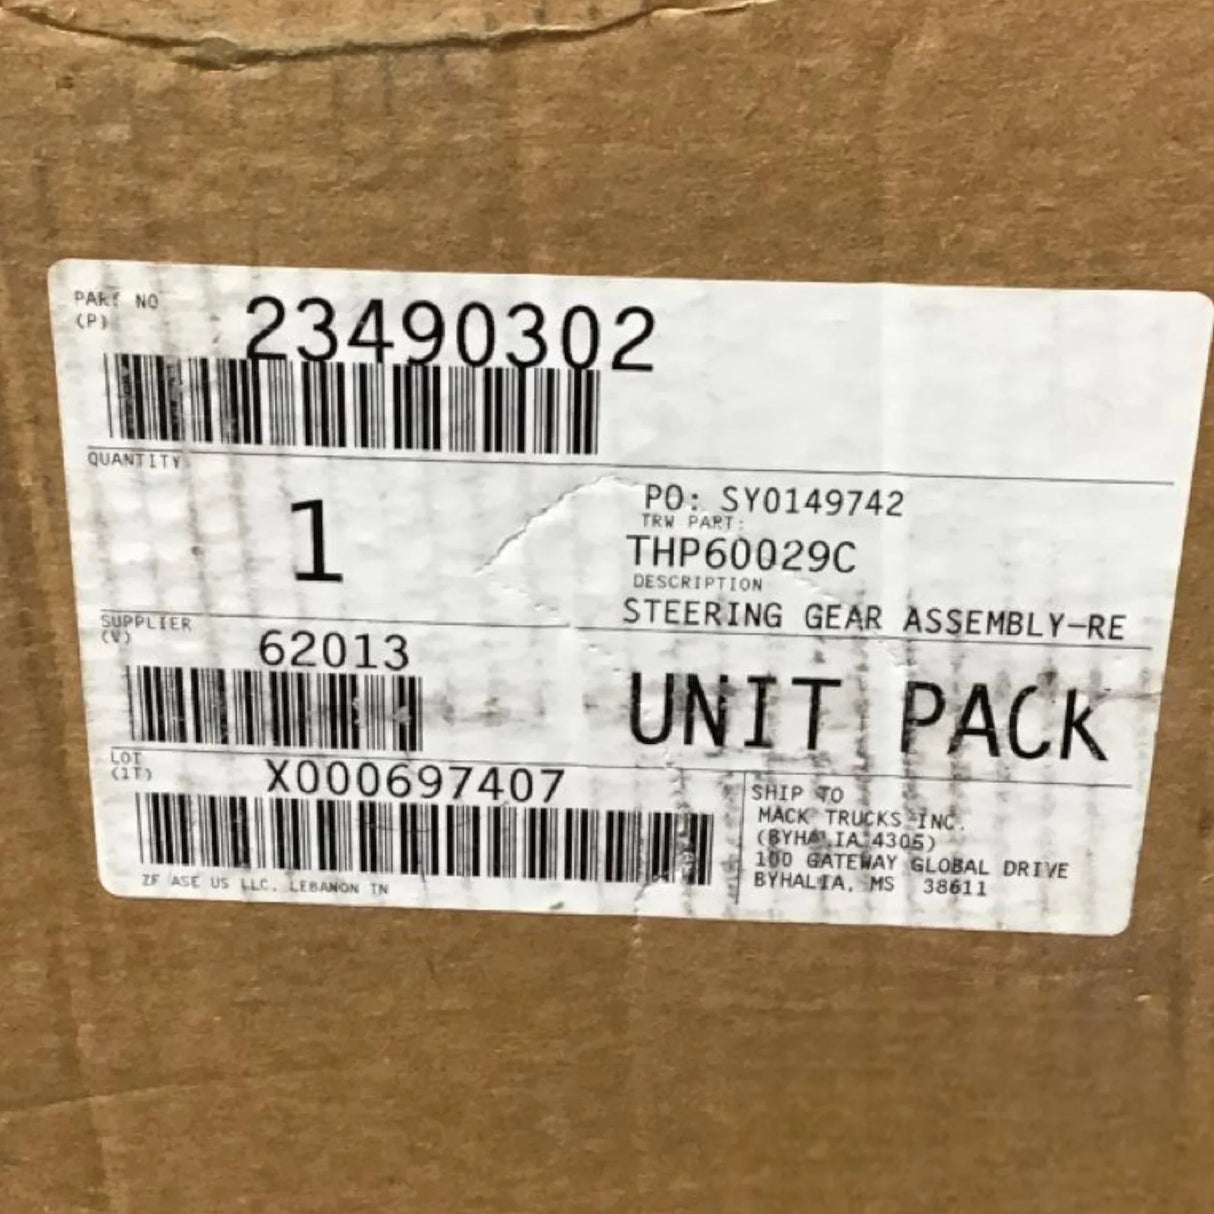 PART NO
(P)
23490302
QUANTITY
1
PO: SY0149742
TRW PART:
THP60029C
DESCRIPTION
STEERING GEAR ASSEMBLY-RE
SUPPLIER
(V)
62013
UNIT PACK
LOT
(1T)
X000697407
SHIP TO
MACK TRUCKS INC.
(BYHALIA 4305)
100 GATEWAY GLOBAL DRIVE
BYHALIA, MS 38611
ZF ASE US LLC, LEBANON TN